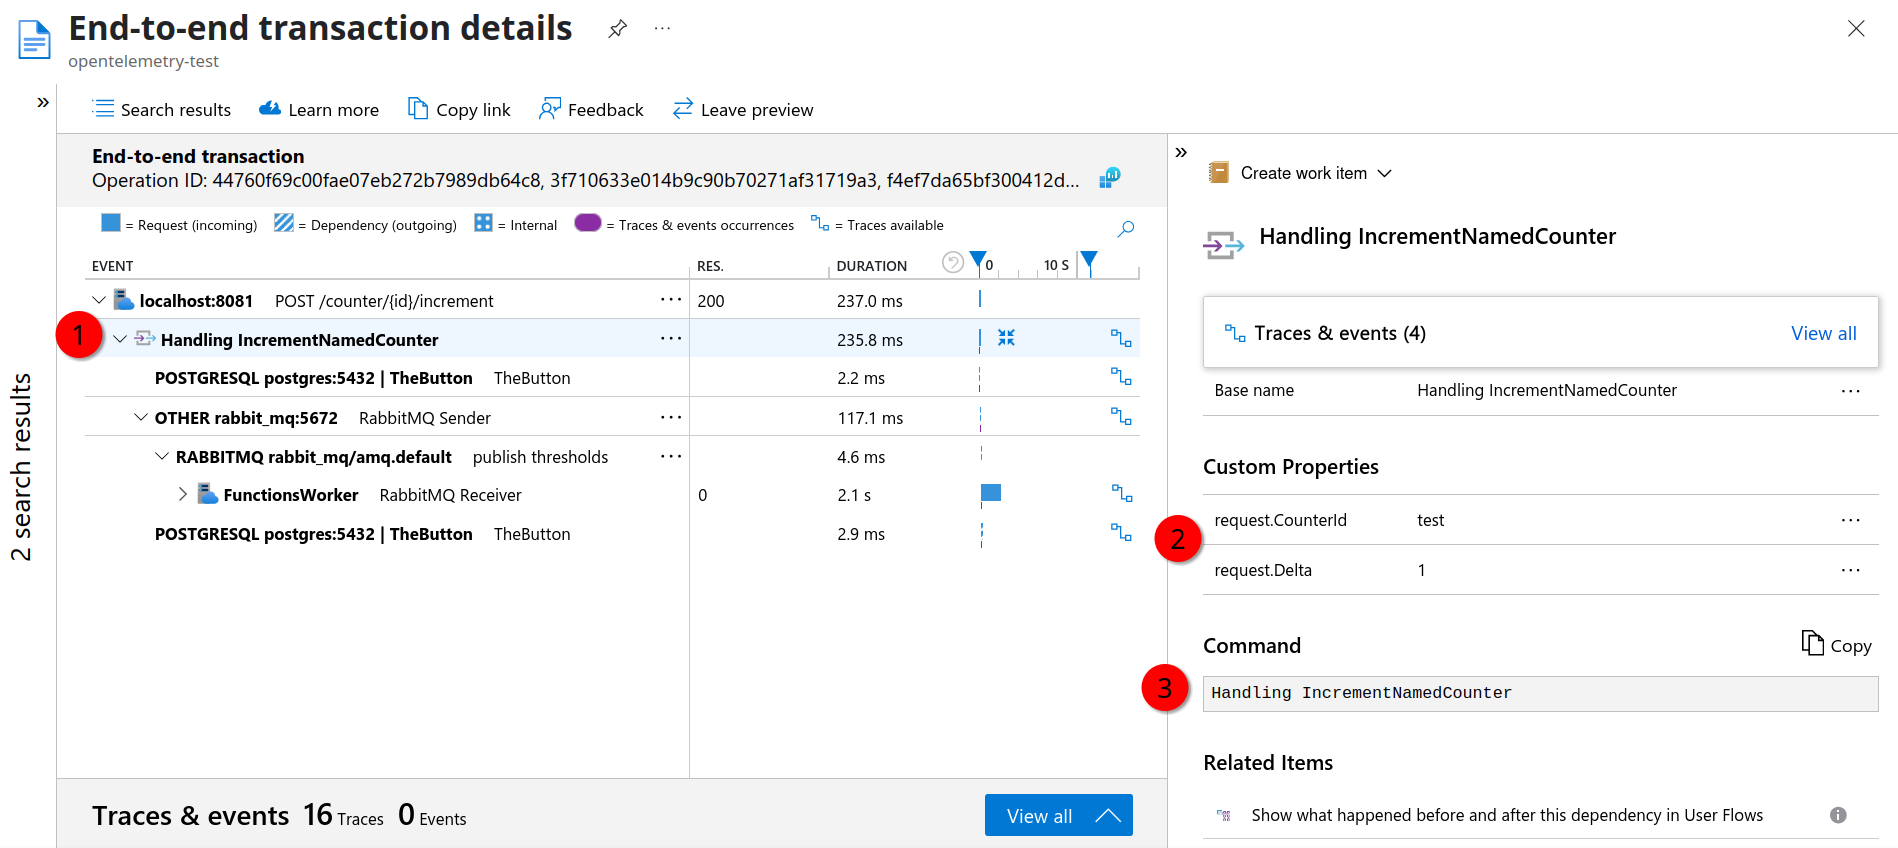 End-to-end transaction details
opentelemetry-test
2 search results
Search results
Learn more
Copy link
Feedback
Leave preview
End-to-end transaction
Operation ID: 44760f69c00fae07eb272b7989db64c8, 3f710633e014b9c90b70271af31719a3, f4ef7da65bf300412d...
= Request (incoming) = Dependency (outgoing) = Internal = Traces & events occurrences = Traces available
EVENT RES. DURATION 0 10 S
localhost:8081 POST /counter/{id}/increment 200 237.0 ms
1 Handling IncrementNamedCounter 235.8 ms
POSTGRESQL postgres:5432 | TheButton TheButton 2.2 ms
OTHER rabbit_mq:5672 RabbitMQ Sender 117.1 ms
RABBITMQ rabbit_mq/amq.default publish thresholds 4.6 ms
FunctionsWorker RabbitMQ Receiver 0 2.1 s
POSTGRESQL postgres:5432 | TheButton TheButton 2.9 ms
Traces & events 16 Traces 0 Events
View all
Create work item
Handling IncrementNamedCounter
Traces & events (4) View all
Base name Handling IncrementNamedCounter
Custom Properties
request.CounterId test
2
request.Delta 1
Command Copy
3 Handling IncrementNamedCounter
Related Items
Show what happened before and after this dependency in User Flows